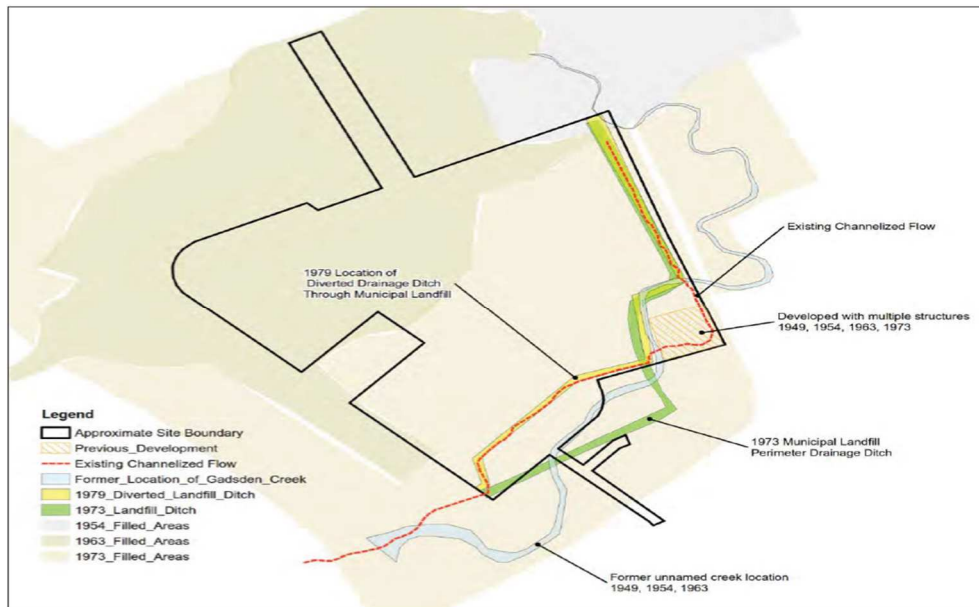 Existing Channelized Flow
1979 Location of
Diverted Drainage Ditch
Through Municipal Landfill
Developed with multiple structures
1949, 1954, 1963, 1973
Legend
Approximate Site Boundary
Previous_Development
Existing Channelized Flow
Former_Location_of_Gadsden_Creek
1979_Diverted_Landfill_Ditch
1973_Landfill_Ditch
1954_Filled_Areas
1963_Filled_Areas
1973_Filled_Areas
1973 Municipal Landfill
Perimeter Drainage Ditch
Former unnamed creek location
1949, 1954, 1963